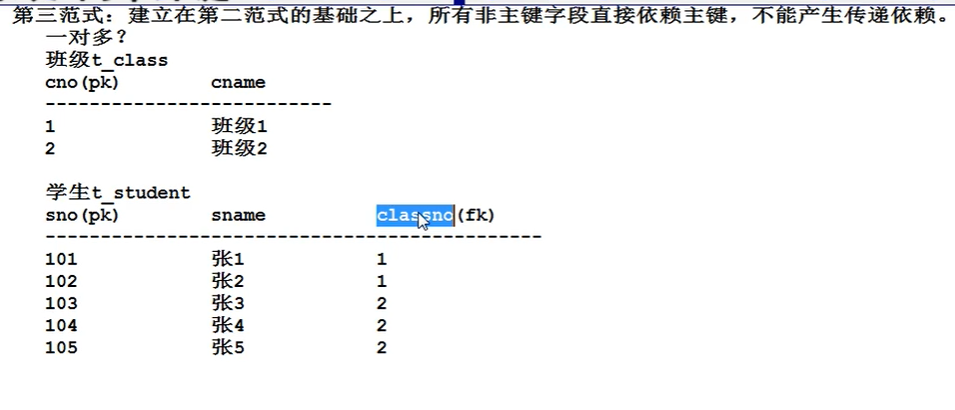 第三范式：建立在第二范式的基础之上，所有非主键字段直接依赖主键，不能产生传递依赖。
一对多？
班级t_class
cno(pk) cname
--------------------------
1 班级1
2 班级2
学生t_student
sno(pk) sname classno(fk)
---------------------------------------------
101 张1 1
102 张2 1
103 张3 2
104 张4 2
105 张5 2